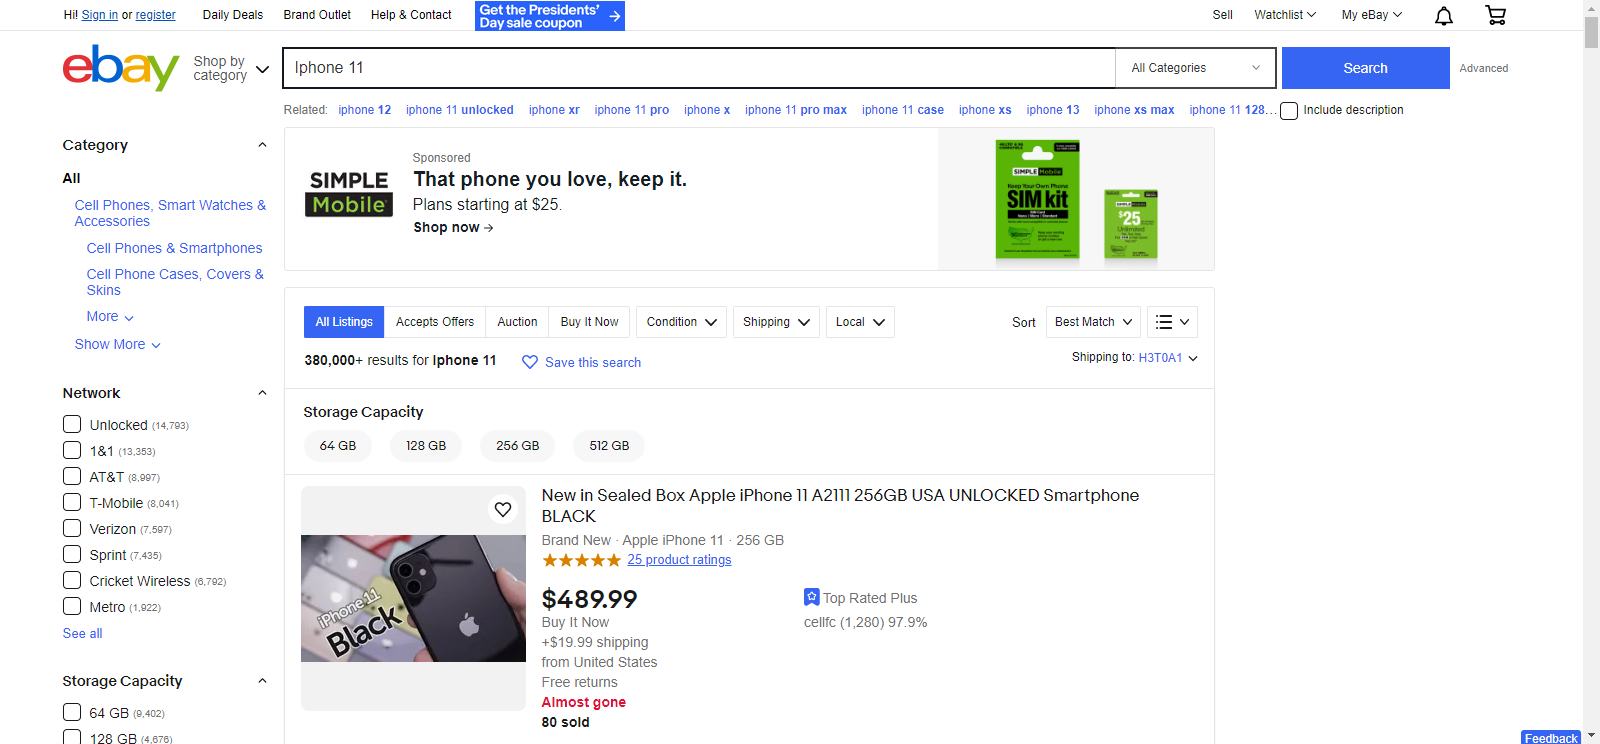 Hi! Sign in or register
Daily Deals
Brand Outlet
Help & Contact
Get the Presidents'
Day sale coupon
Sell
Watchlist
My eBay
ebay
Shop by
category
Iphone 11
All Categories
Search
Advanced
Related: iphone 12 iphone 11 unlocked iphone xr iphone 11 pro iphone x iphone 11 pro max iphone 11 case iphone xs iphone 13 iphone xs max iphone 11 128...
Include description
Category
All
Cell Phones, Smart Watches &
Accessories
Cell Phones & Smartphones
Cell Phone Cases, Covers &
Skins
More
Show More
Network
Unlocked (14,793)
1&1 (13,353)
AT&T (8,997)
T-Mobile (8,041)
Verizon (7,597)
Sprint (7,435)
Cricket Wireless (6,792)
Metro (1,922)
See all
Storage Capacity
64 GB (9,402)
128 GB (4,676)
SIMPLE
Mobile
Sponsored
That phone you love, keep it.
Plans starting at $25.
Shop now
SIMPLE Mobile
Keep Your Own Phone
SIM kit
SIMPLE Mobile
$25
Unlimited
All Listings
Accepts Offers
Auction
Buy It Now
Condition
Shipping
Local
Sort
Best Match
380,000+ results for Iphone 11
Save this search
Shipping to: H3T0A1
Storage Capacity
64 GB
128 GB
256 GB
512 GB
iPhone 11
Black
New in Sealed Box Apple iPhone 11 A2111 256GB USA UNLOCKED Smartphone
BLACK
Brand New · Apple iPhone 11 · 256 GB
25 product ratings
$489.99
Buy It Now
+$19.99 shipping
from United States
Free returns
Almost gone
80 sold
Top Rated Plus
cellfc (1,280) 97.9%
Feedback